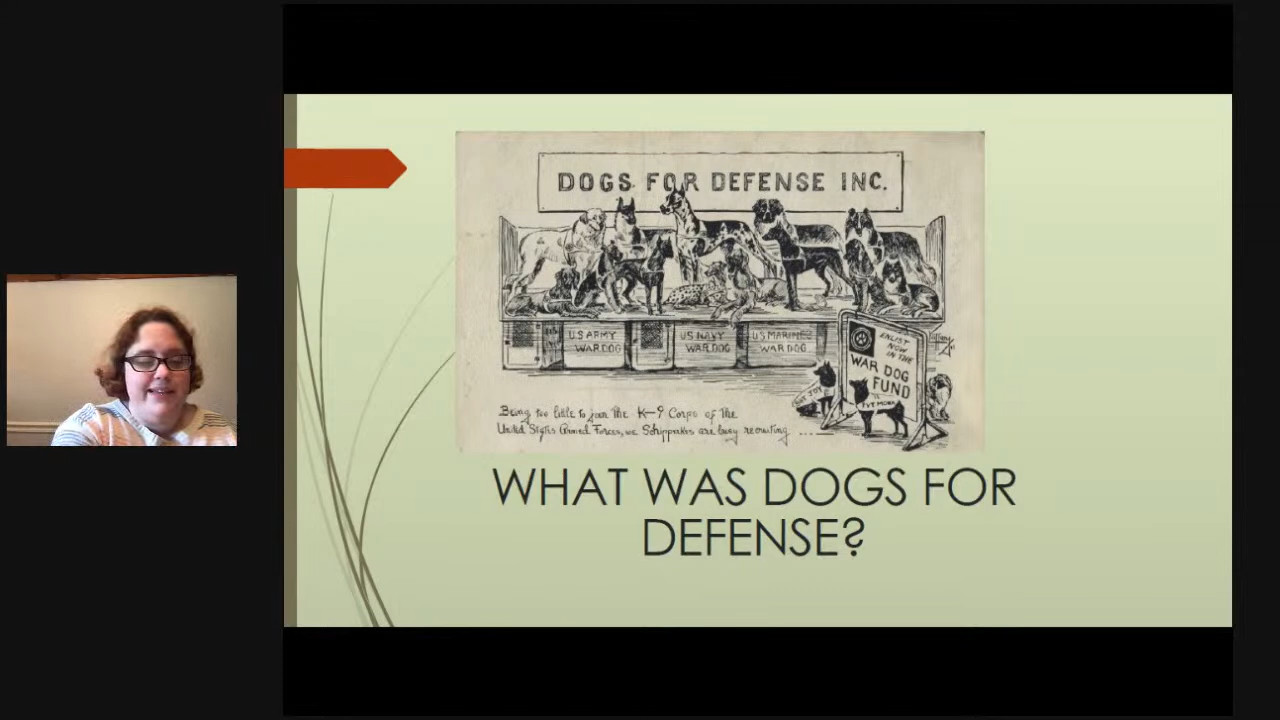 DOGS FOR DEFENSE INC.
U.S ARMY
WAR DOG
US NAVY
WAR DOG
U.S MARINES
WAR DOG
ENLIST
NOW
IN THE
WAR DOG
FUND
Being too little to join the K-9 Corps of the
United States Armed Forces, we Schipperkes are busy recruiting
WHAT WAS DOGS FOR
DEFENSE?